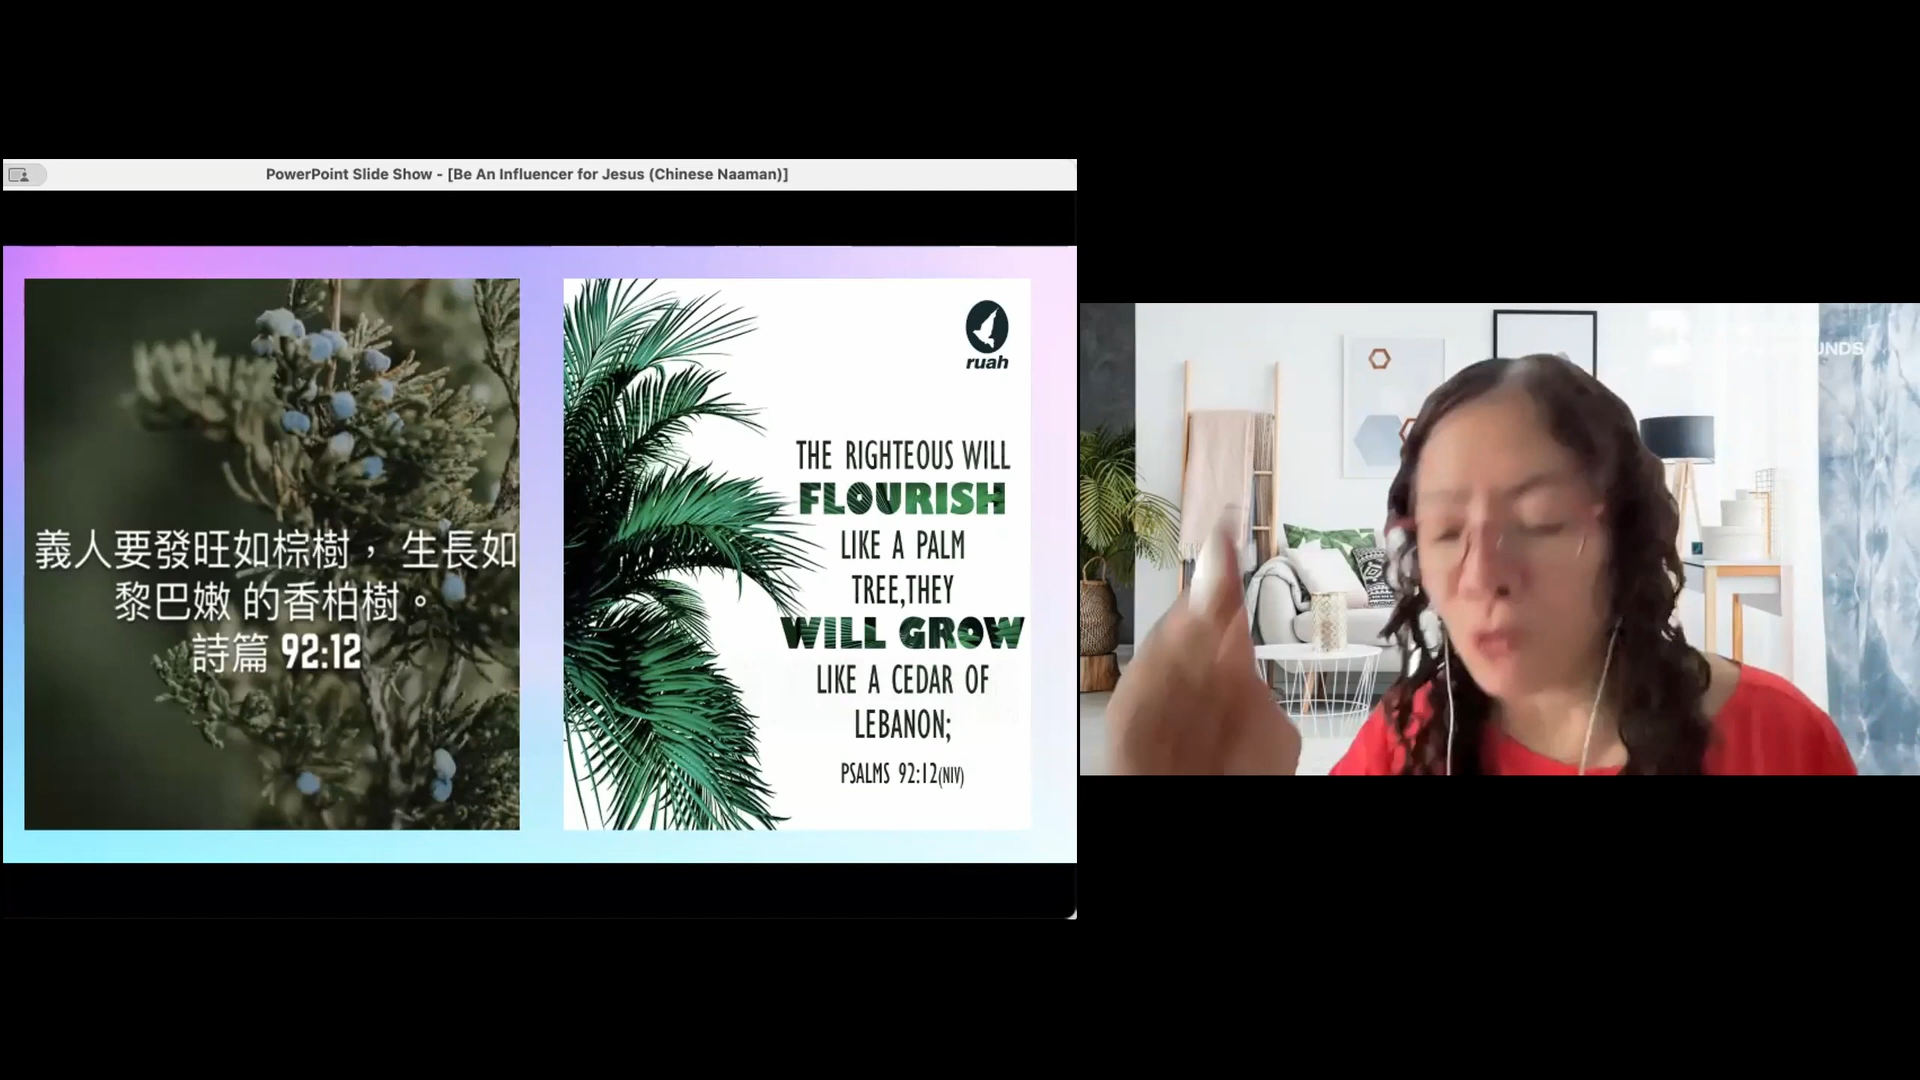 PowerPoint Slide Show - [Be An Influencer for Jesus (Chinese Naaman)]
義人要發旺如棕樹， 生長如
黎巴嫩 的香柏樹。
詩篇 92:12
ruah
THE RIGHTEOUS WILL
FLOURISH
LIKE A PALM
TREE,THEY
WILL GROW
LIKE A CEDAR OF
LEBANON;
PSALMS 92:12(NIV)